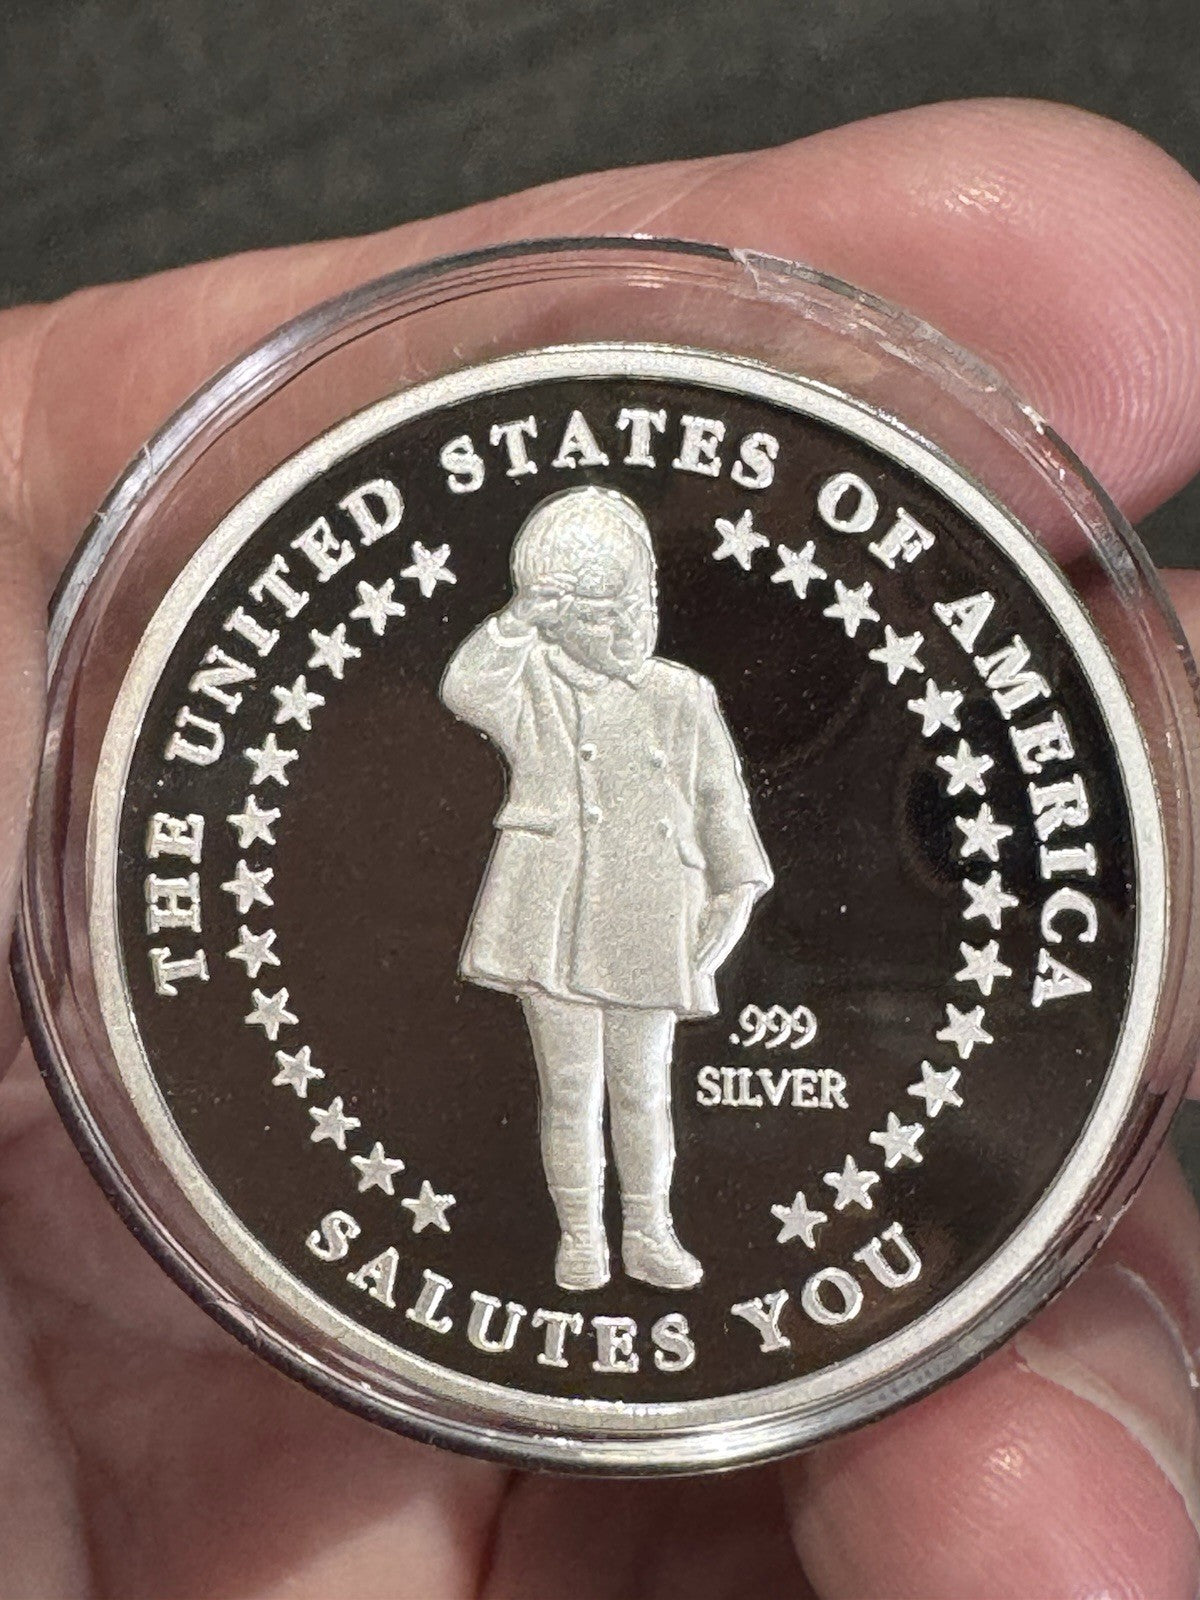 THE UNITED STATES OF AMERICA
.999
SILVER
SALUTES YOU